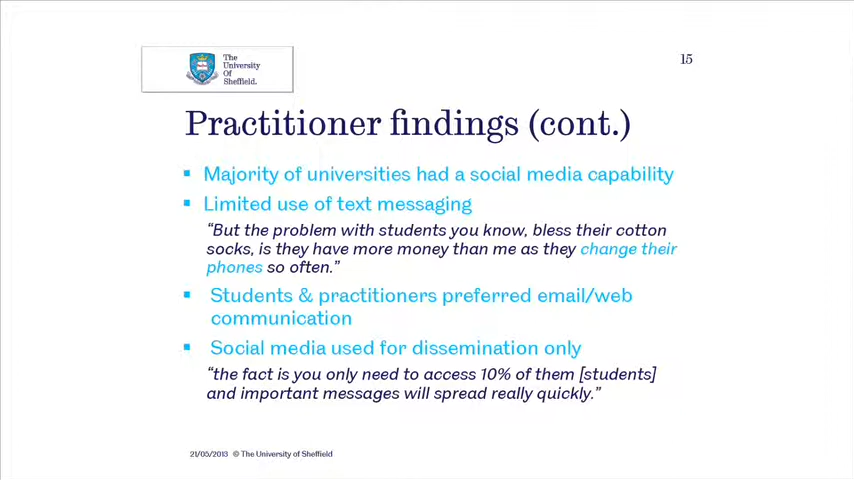 The
University
Of
Sheffield.
15
Practitioner findings (cont.)
▪ Majority of universities had a social media capability
▪ Limited use of text messaging
“But the problem with students you know, bless their cotton
socks, is they have more money than me as they change their
phones so often.”
▪ Students & practitioners preferred email/web
communication
▪ Social media used for dissemination only
“the fact is you only need to access 10% of them [students]
and important messages will spread really quickly.”
21/05/2013 © The University of Sheffield